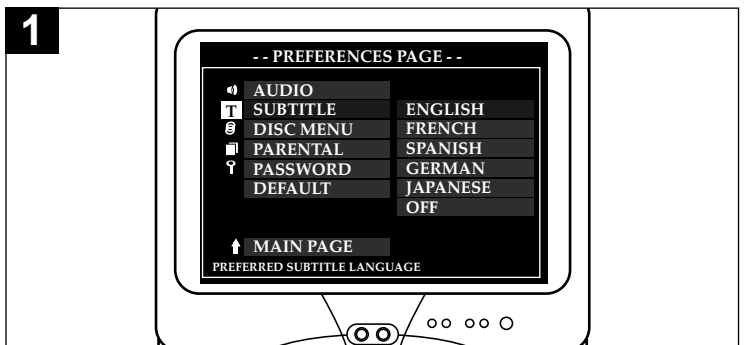 1
- - PREFERENCES PAGE - -
AUDIO
T SUBTITLE ENGLISH
DISC MENU FRENCH
PARENTAL SPANISH
PASSWORD GERMAN
DEFAULT JAPANESE
OFF
MAIN PAGE
PREFERRED SUBTITLE LANGUAGE